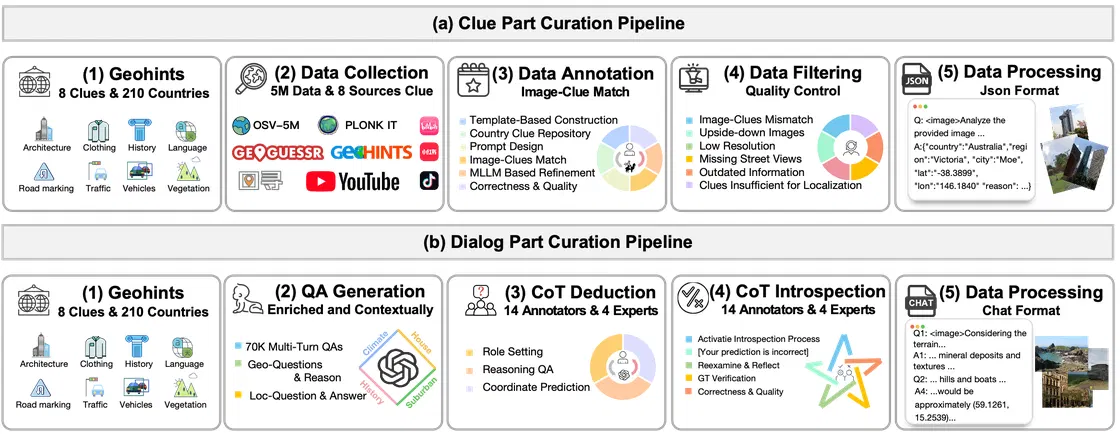 (a) Clue Part Curation Pipeline
(1) Geohints
8 Clues & 210 Countries
Architecture
Clothing
History
Language
Road marking
Traffic
Vehicles
Vegetation
(2) Data Collection
5M Data & 8 Sources Clue
OSV-5M
PLONK IT
GEOGUESSR
GEOHINTS
YouTube
(3) Data Annotation
Image-Clue Match
Template-Based Construction
Country Clue Repository
Prompt Design
Image-Clues Match
MLLM Based Refinement
Correctness & Quality
(4) Data Filtering
Quality Control
Image-Clues Mismatch
Upside-down Images
Low Resolution
Missing Street Views
Outdated Information
Clues Insufficient for Localization
JSON
(5) Data Processing
Json Format
Q: <image>Analyze the
provided image ...
A:{"country":"Australia","regi
on":"Victoria", "city":"Moe",
"lat":"-38.3899",
"lon":"146.1840" "reason": ...}
(b) Dialog Part Curation Pipeline
(1) Geohints
8 Clues & 210 Countries
Architecture
Clothing
History
Language
Road marking
Traffic
Vehicles
Vegetation
(2) QA Generation
Enriched and Contextually
70K Multi-Turn QAs
Geo-Questions
& Reason
Loc-Question & Answer
Climate
House
History
Suburban
(3) CoT Deduction
14 Annotators & 4 Experts
Role Setting
Reasoning QA
Coordinate Prediction
(4) CoT Introspection
14 Annotators & 4 Experts
Activatie Introspection Process
[Your prediction is incorrect]
Reexamine & Reflect
GT Verification
Correctness & Quality
CHAT
(5) Data Processing
Chat Format
Q1: <image>Considering the
terrain...
A1: ... mineral deposits and
textures ...
Q2: ... hills and boats ...
A4: ...would be
approximately (59.1261,
15.2539)...